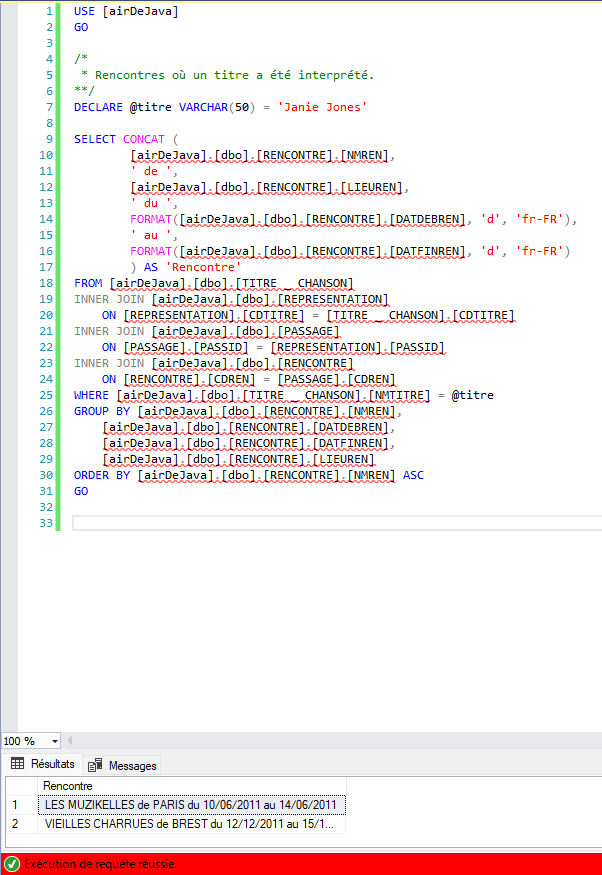 1 USE [airDeJava]
2 GO
3
4 /*
5 * Rencontres où un titre a été interprété.
6 **/
7 DECLARE @titre VARCHAR(50) = 'Janie Jones'
8
9 SELECT CONCAT (
10 [airDeJava].[dbo].[RENCONTRE].[NMREN],
11 ' de ',
12 [airDeJava].[dbo].[RENCONTRE].[LIEUREN],
13 ' du ',
14 FORMAT([airDeJava].[dbo].[RENCONTRE].[DATDEBREN], 'd', 'fr-FR'),
15 ' au ',
16 FORMAT([airDeJava].[dbo].[RENCONTRE].[DATFINREN], 'd', 'fr-FR')
17 ) AS 'Rencontre'
18 FROM [airDeJava].[dbo].[TITRE _ CHANSON]
19 INNER JOIN [airDeJava].[dbo].[REPRESENTATION]
20 ON [REPRESENTATION].[CDTITRE] = [TITRE _ CHANSON].[CDTITRE]
21 INNER JOIN [airDeJava].[dbo].[PASSAGE]
22 ON [PASSAGE].[PASSID] = [REPRESENTATION].[PASSID]
23 INNER JOIN [airDeJava].[dbo].[RENCONTRE]
24 ON [RENCONTRE].[CDREN] = [PASSAGE].[CDREN]
25 WHERE [airDeJava].[dbo].[TITRE _ CHANSON].[NMTITRE] = @titre
26 GROUP BY [airDeJava].[dbo].[RENCONTRE].[NMREN],
27 [airDeJava].[dbo].[RENCONTRE].[DATDEBREN],
28 [airDeJava].[dbo].[RENCONTRE].[DATFINREN],
29 [airDeJava].[dbo].[RENCONTRE].[LIEUREN]
30 ORDER BY [airDeJava].[dbo].[RENCONTRE].[NMREN] ASC
31 GO
32
33
100 %
Résultats Messages
Rencontre
1 LES MUZIKELLES de PARIS du 10/06/2011 au 14/06/2011
2 VIEILLES CHARRUES de BREST du 12/12/2011 au 15/1...
Exécution de requête réussie.